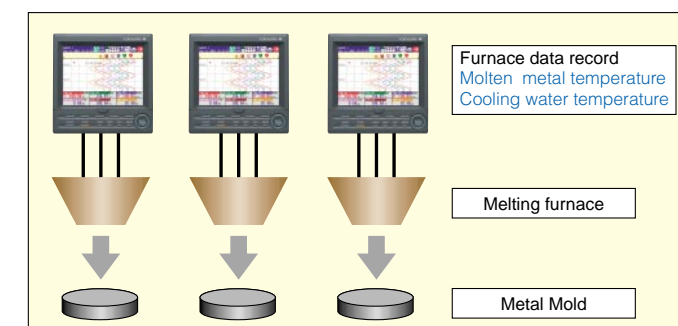 Furnace data record
Molten metal temperature
Cooling water temperature
Melting furnace
Metal Mold